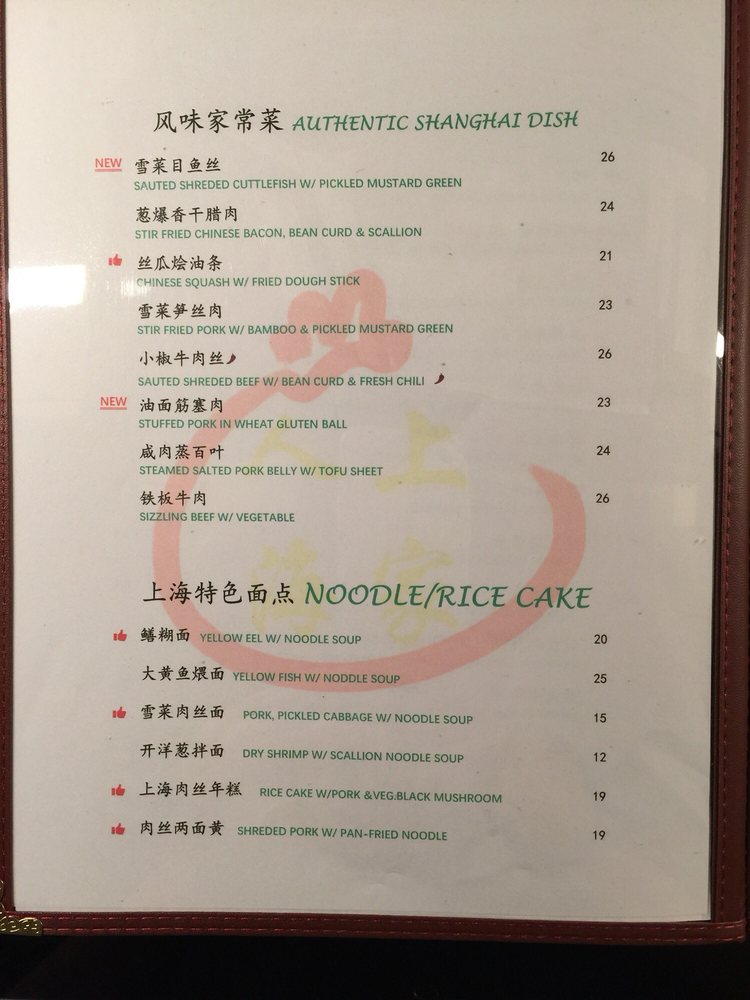 风味家常菜 AUTHENTIC SHANGHAI DISH
NEW 雪菜目鱼丝 26
SAUTED SHREDED CUTTLEFISH W/ PICKLED MUSTARD GREEN
葱爆香干腊肉 24
STIR FRIED CHINESE BACON, BEAN CURD & SCALLION
丝瓜烩油条 21
CHINESE SQUASH W/ FRIED DOUGH STICK
雪菜笋丝肉 23
STIR FRIED PORK W/ BAMBOO & PICKLED MUSTARD GREEN
小椒牛肉丝 26
SAUTED SHREDED BEEF W/ BEAN CURD & FRESH CHILI
NEW 油面筋塞肉 23
STUFFED PORK IN WHEAT GLUTEN BALL
咸肉蒸百叶 24
STEAMED SALTED PORK BELLY W/ TOFU SHEET
铁板牛肉 26
SIZZLING BEEF W/ VEGETABLE
人上
海家
上海特色面点 NOODLE/RICE CAKE
鳝糊面 YELLOW EEL W/ NOODLE SOUP 20
大黄鱼煨面 YELLOW FISH W/ NODDLE SOUP 25
雪菜肉丝面 PORK, PICKLED CABBAGE W/ NOODLE SOUP 15
开洋葱拌面 DRY SHRIMP W/ SCALLION NOODLE SOUP 12
上海肉丝年糕 RICE CAKE W/PORK &VEG.BLACK MUSHROOM 19
肉丝两面黄 SHREDED PORK W/ PAN-FRIED NOODLE 19